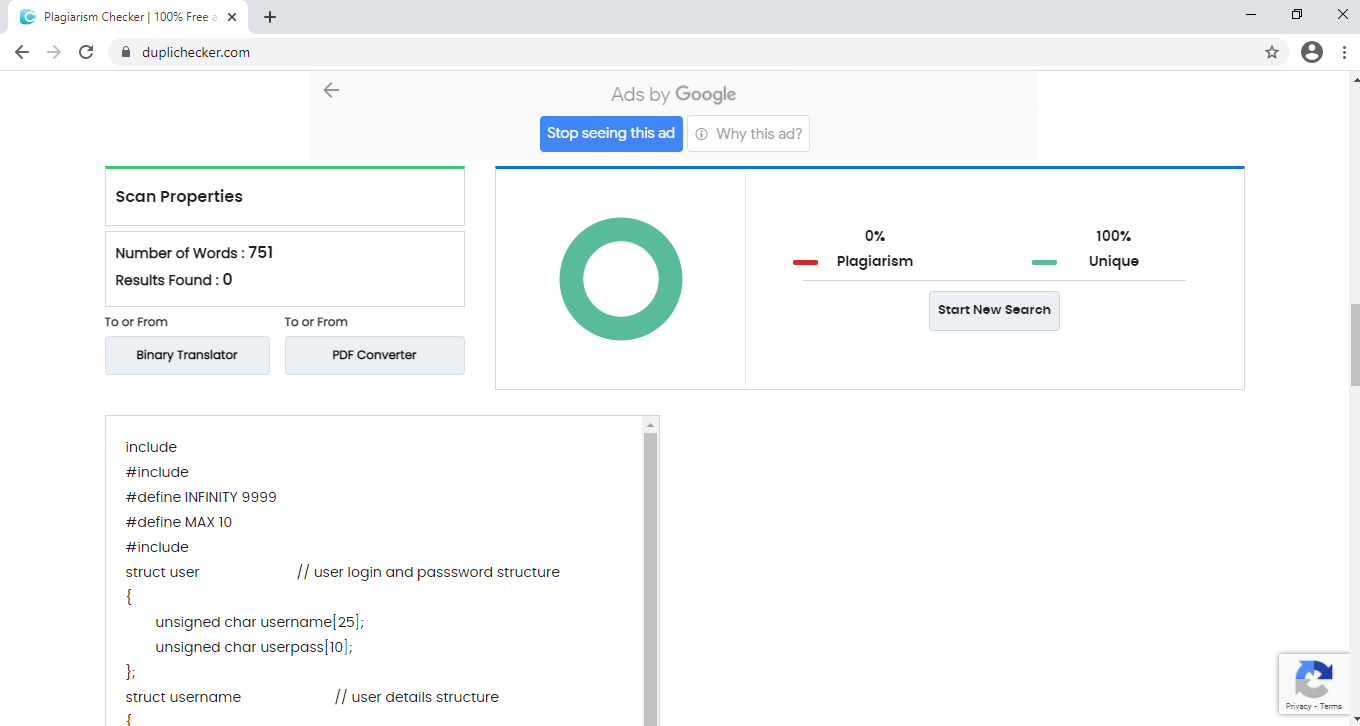 Plagiarism Checker | 100% Free a
duplichecker.com
Ads by Google
Stop seeing this ad
Why this ad?
Scan Properties
Number of Words : 751
Results Found : 0
To or From
To or From
Binary Translator
PDF Converter
0%
100%
Plagiarism
Unique
Start New Search
include
#include
#define INFINITY 9999
#define MAX 10
#include
struct user // user login and passsword structure
{
unsigned char username[25];
unsigned char userpass[10];
};
struct username // user details structure
{
Privacy - Terms